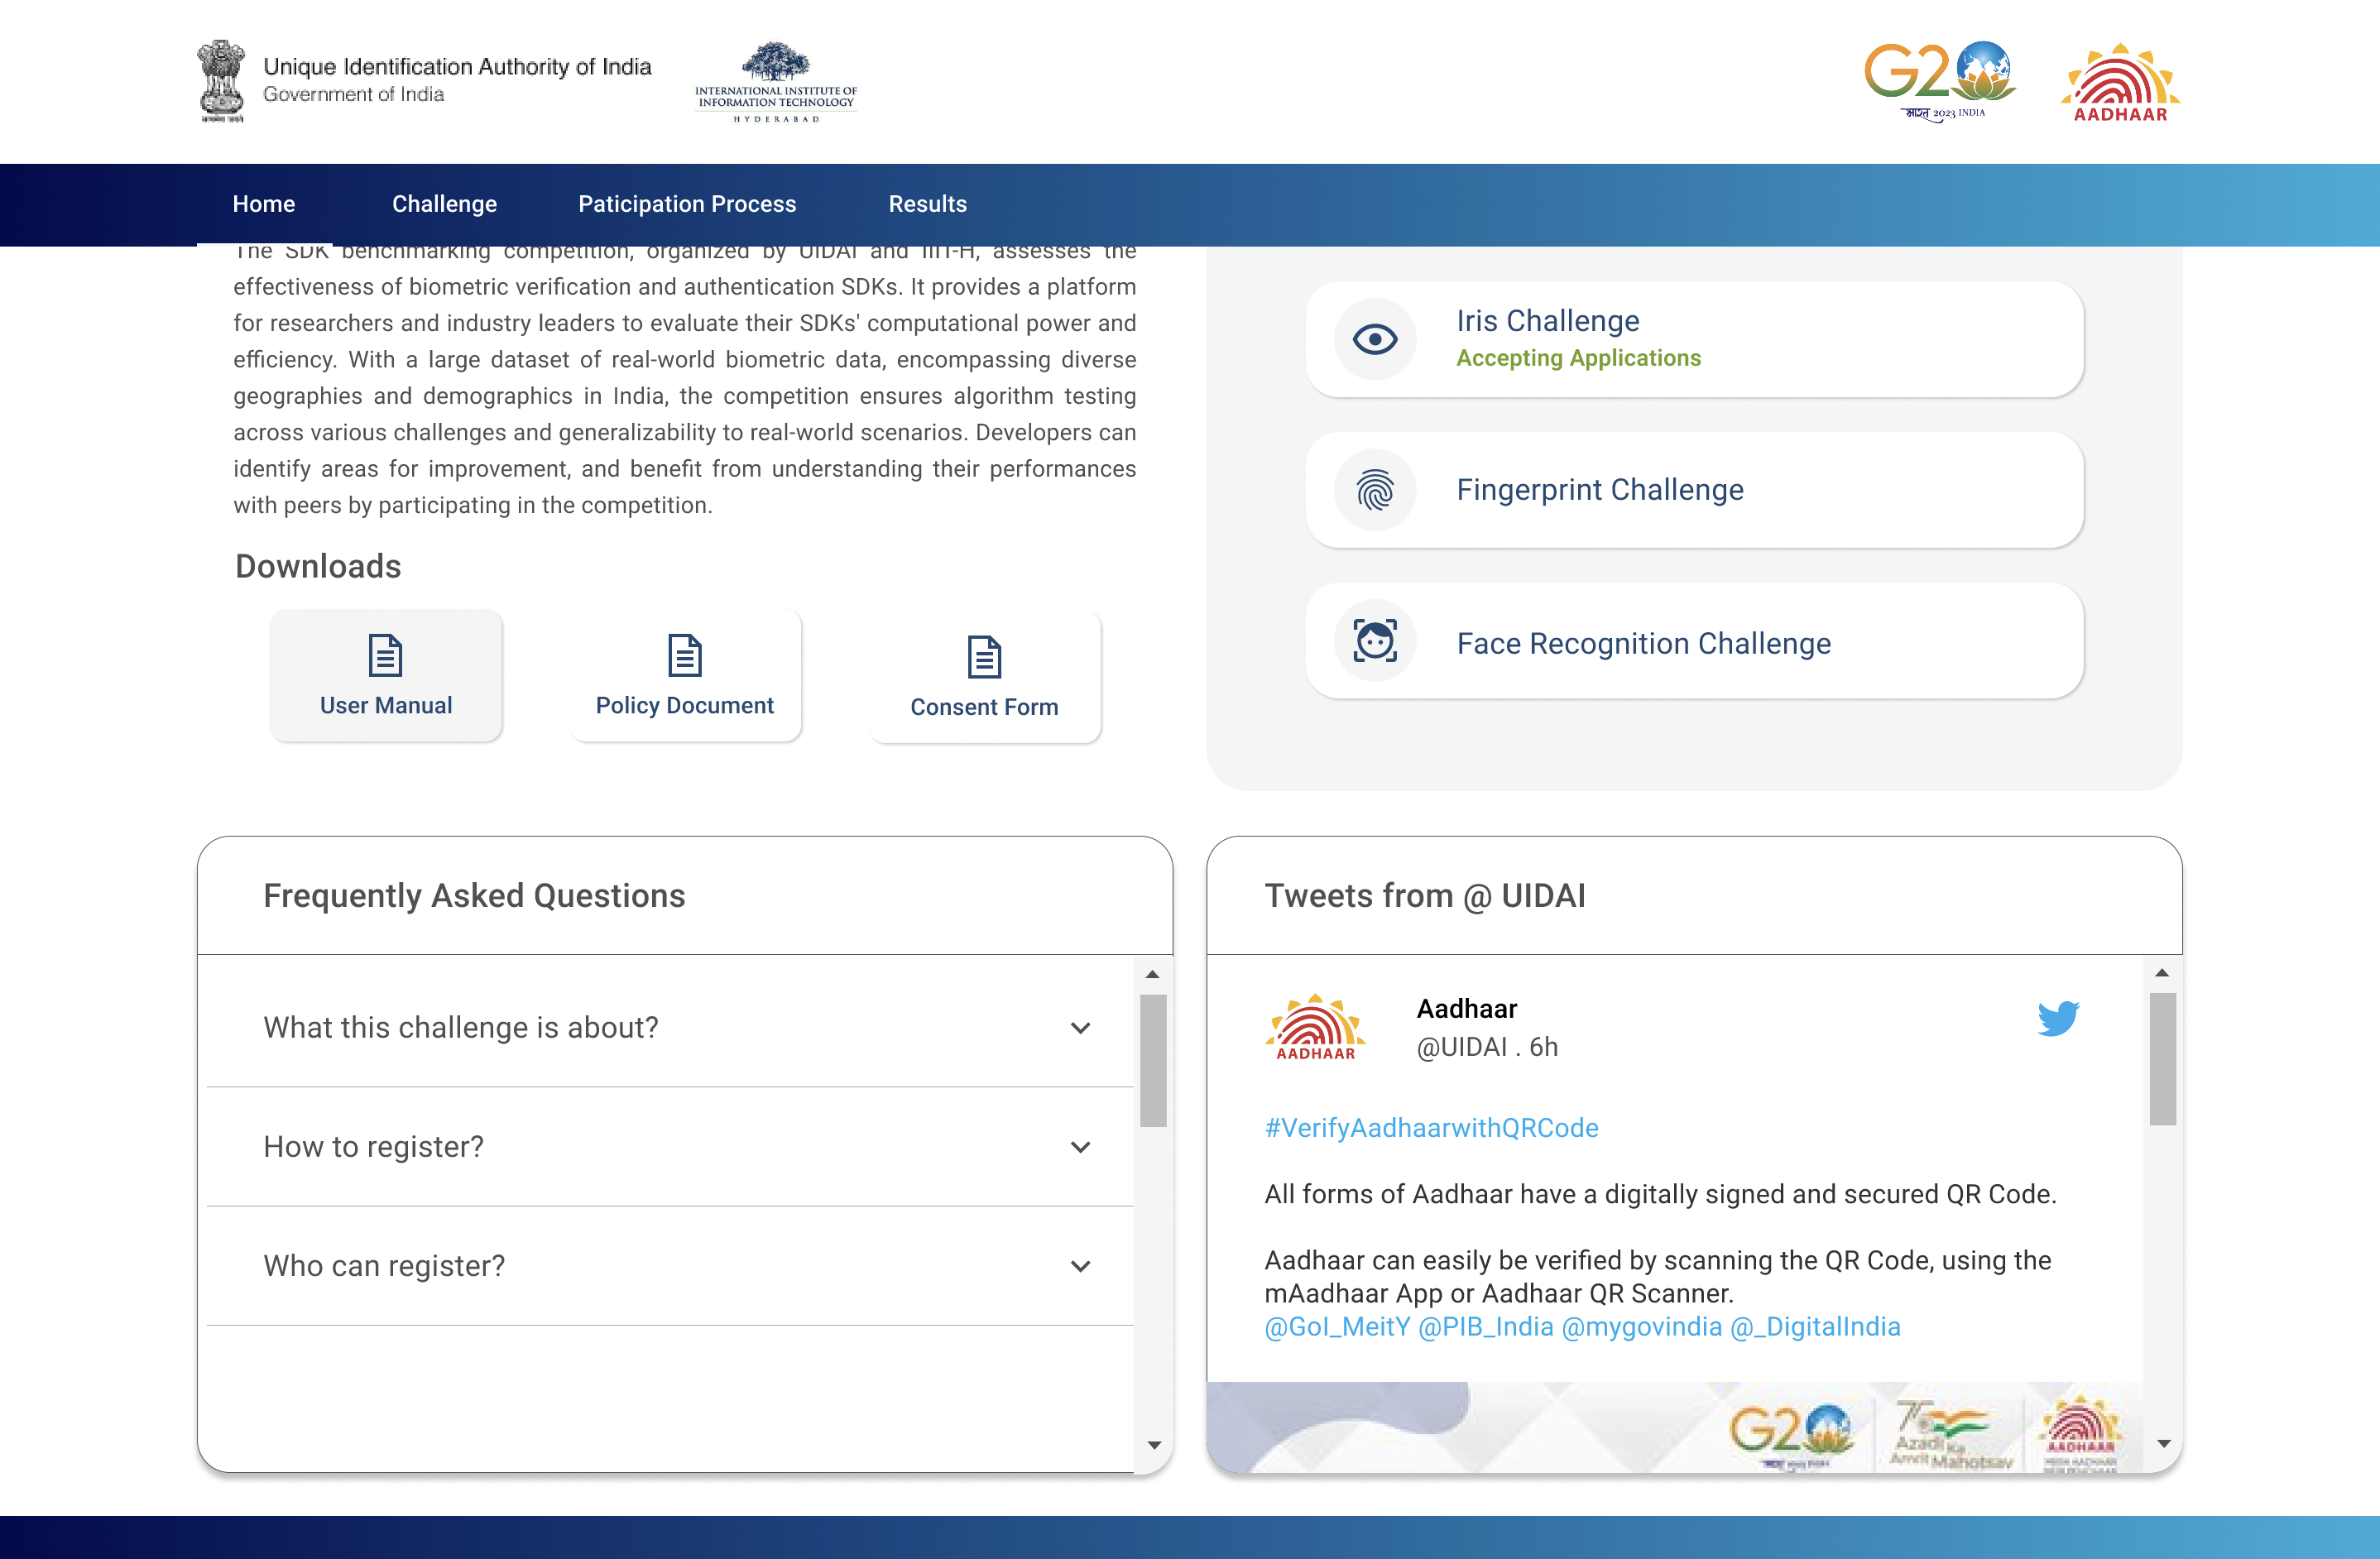 Unique Identification Authority of India
Government of India
INTERNATIONAL INSTITUTE OF
INFORMATION TECHNOLOGY
HYDERABAD
G20
भारत 2023 INDIA
AADHAAR
Home
Challenge
Paticipation Process
Results
The SDK benchmarking competition, organized by UIDAI and IIIT-H, assesses the
effectiveness of biometric verification and authentication SDKs. It provides a platform
for researchers and industry leaders to evaluate their SDKs' computational power and
efficiency. With a large dataset of real-world biometric data, encompassing diverse
geographies and demographics in India, the competition ensures algorithm testing
across various challenges and generalizability to real-world scenarios. Developers can
identify areas for improvement, and benefit from understanding their performances
with peers by participating in the competition.
Downloads
User Manual
Policy Document
Consent Form
Iris Challenge
Accepting Applications
Fingerprint Challenge
Face Recognition Challenge
Frequently Asked Questions
What this challenge is about?
How to register?
Who can register?
Tweets from @ UIDAI
AADHAAR
Aadhaar
@UIDAI . 6h
#VerifyAadhaarwithQRCode
All forms of Aadhaar have a digitally signed and secured QR Code.
Aadhaar can easily be verified by scanning the QR Code, using the
mAadhaar App or Aadhaar QR Scanner.
@GoI_MeitY @PIB_India @mygovindia @_DigitalIndia
G20
Azadi Ka
Amrit Mahotsav
AADHAAR